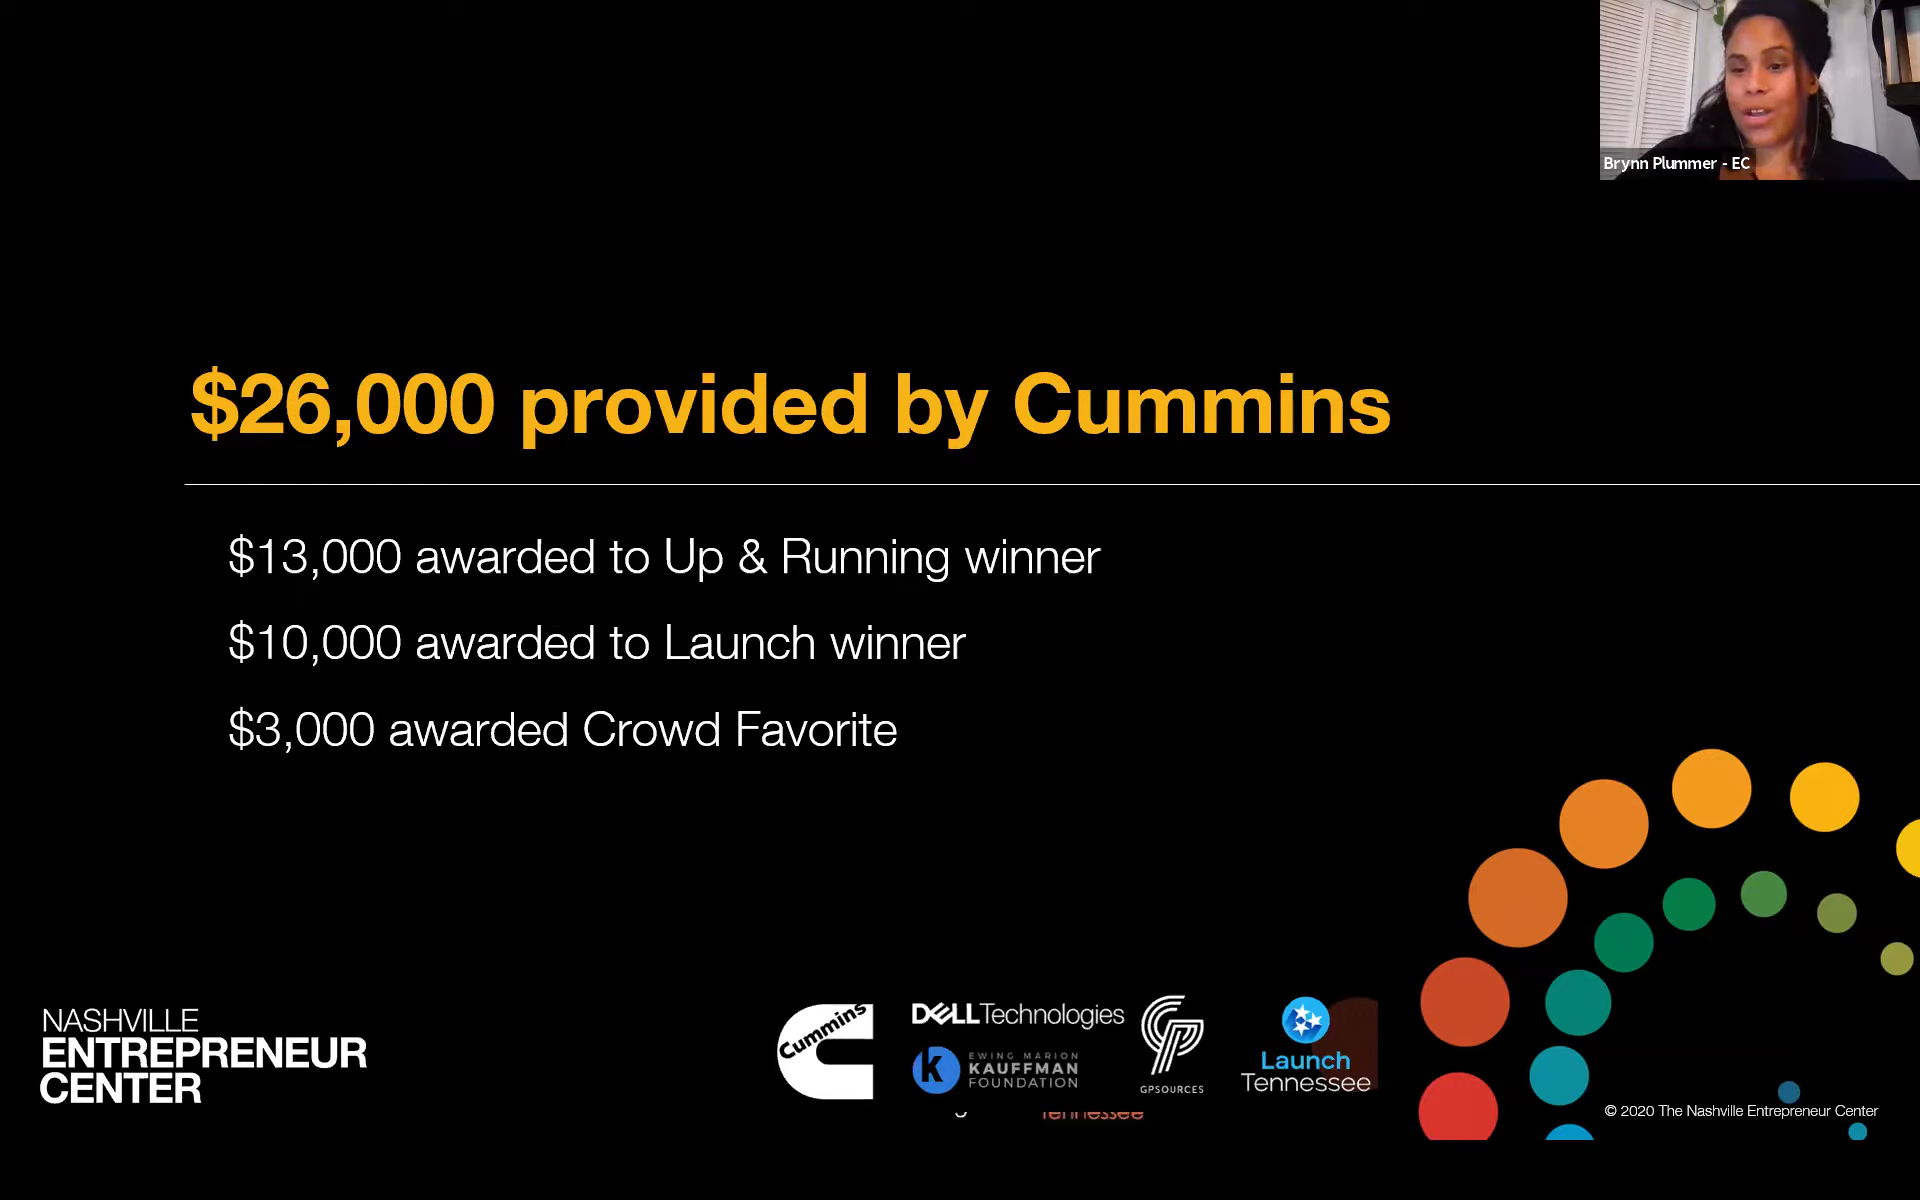 Brynn Plummer - EC
$26,000 provided by Cummins
$13,000 awarded to Up & Running winner
$10,000 awarded to Launch winner
$3,000 awarded Crowd Favorite
NASHVILLE
ENTREPRENEUR
CENTER
Cummins
DELLTechnologies
EWING MARION
KAUFFMAN
FOUNDATION
GPSOURCES
Launch
Tennessee
Tennessee
© 2020 The Nashville Entrepreneur Center